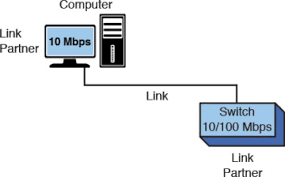 Computer
Link
Partner
10 Mbps
Link
Switch
10/100 Mbps
Link
Partner